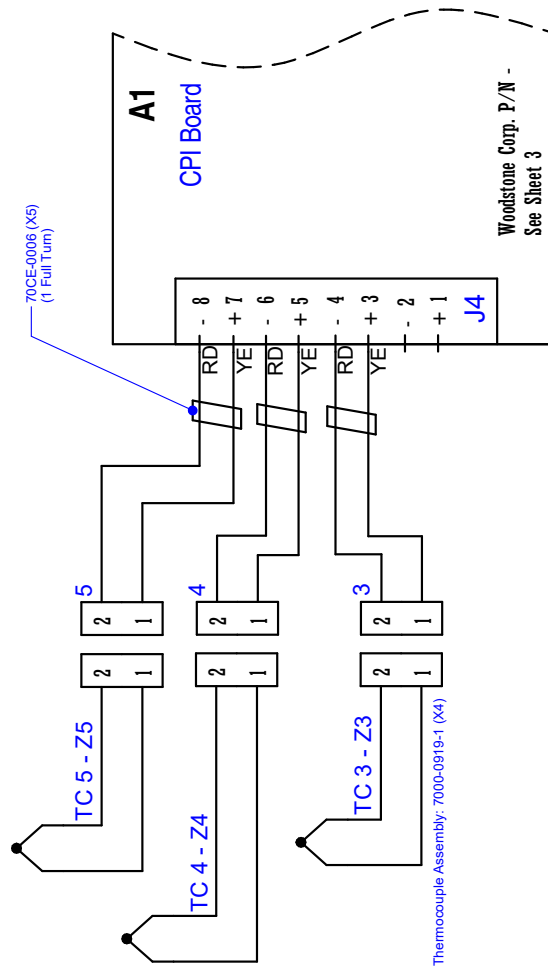 70CE-0006 (X5)
(1 Full Turn)
A1
CPI Board
Woodstone Corp. P/N -
See Sheet 3
J4
- 8
RD
+ 7
YE
- 6
RD
+ 5
YE
- 4
RD
+ 3
YE
- 2
+ 1
5
2
1
2
1
TC 5 - Z5
4
2
1
2
1
TC 4 - Z4
3
2
1
2
1
TC 3 - Z3
Thermocouple Assembly: 7000-0919-1 (X4)